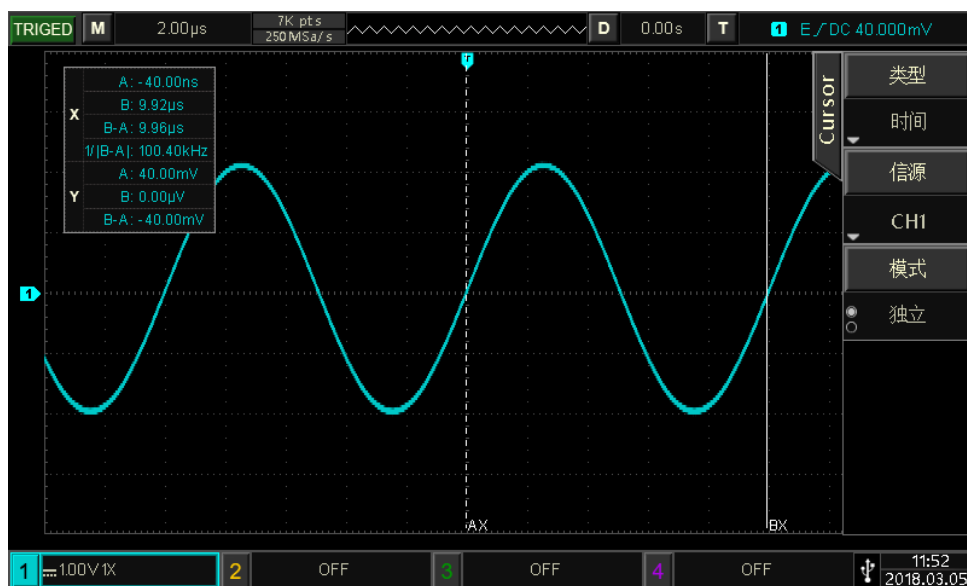 TRIGED M 2.00μs 7K pts D 0.00s T 1 E DC 40.000mV
250MSa/s
T
X
A: -40.00ns
B: 9.92μs
B-A: 9.96μs
1/|B-A|: 100.40kHz
Y
A: 40.00mV
B: 0.00μV
B-A: -40.00mV
1
AX
BX
Cursor
类型
时间
信源
CH1
模式
独立
1 1.00V 1X 2 OFF 3 OFF 4 OFF 11:52
2018.03.05